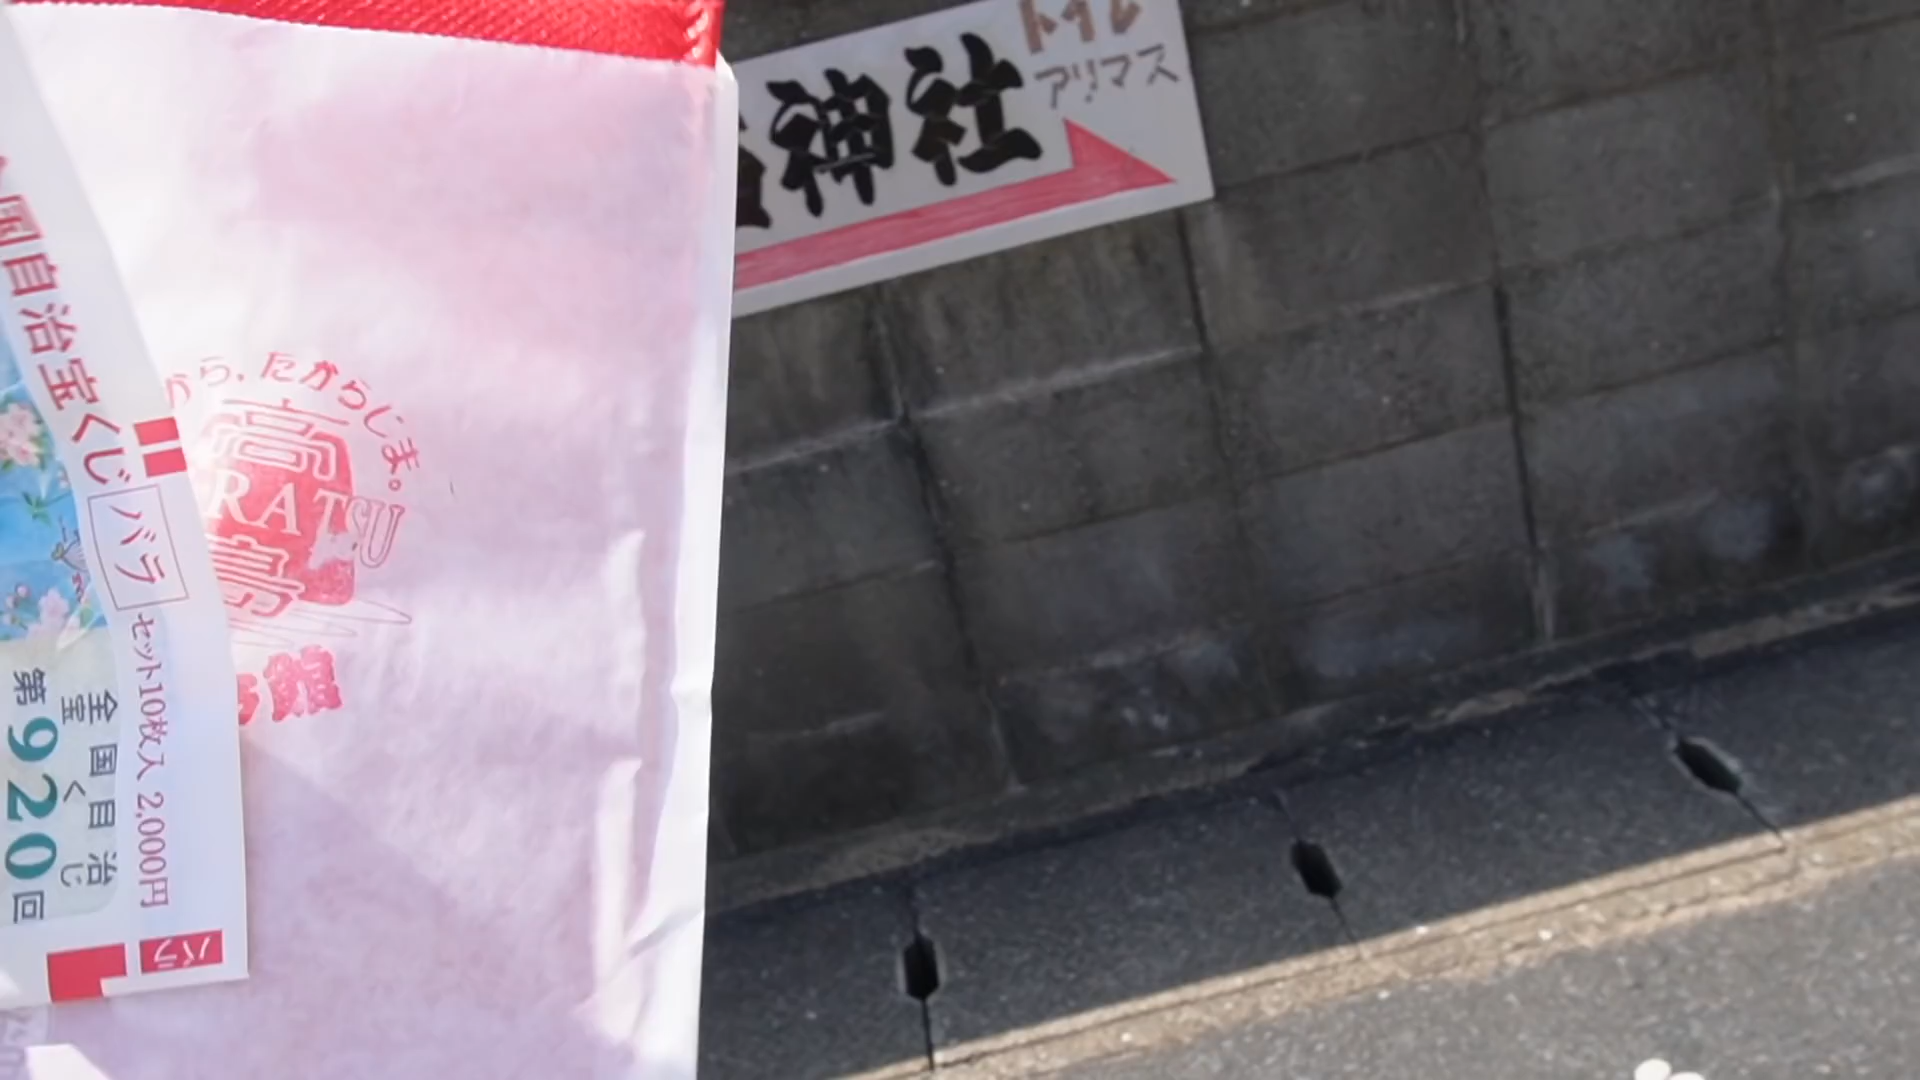 神社
トイレ
アリマス
国自治宝くじ
バラ
セット10枚入 2,000円
全国自治
宝くじ
第920回
バラ
から、たからじま。
高
RATSU
島